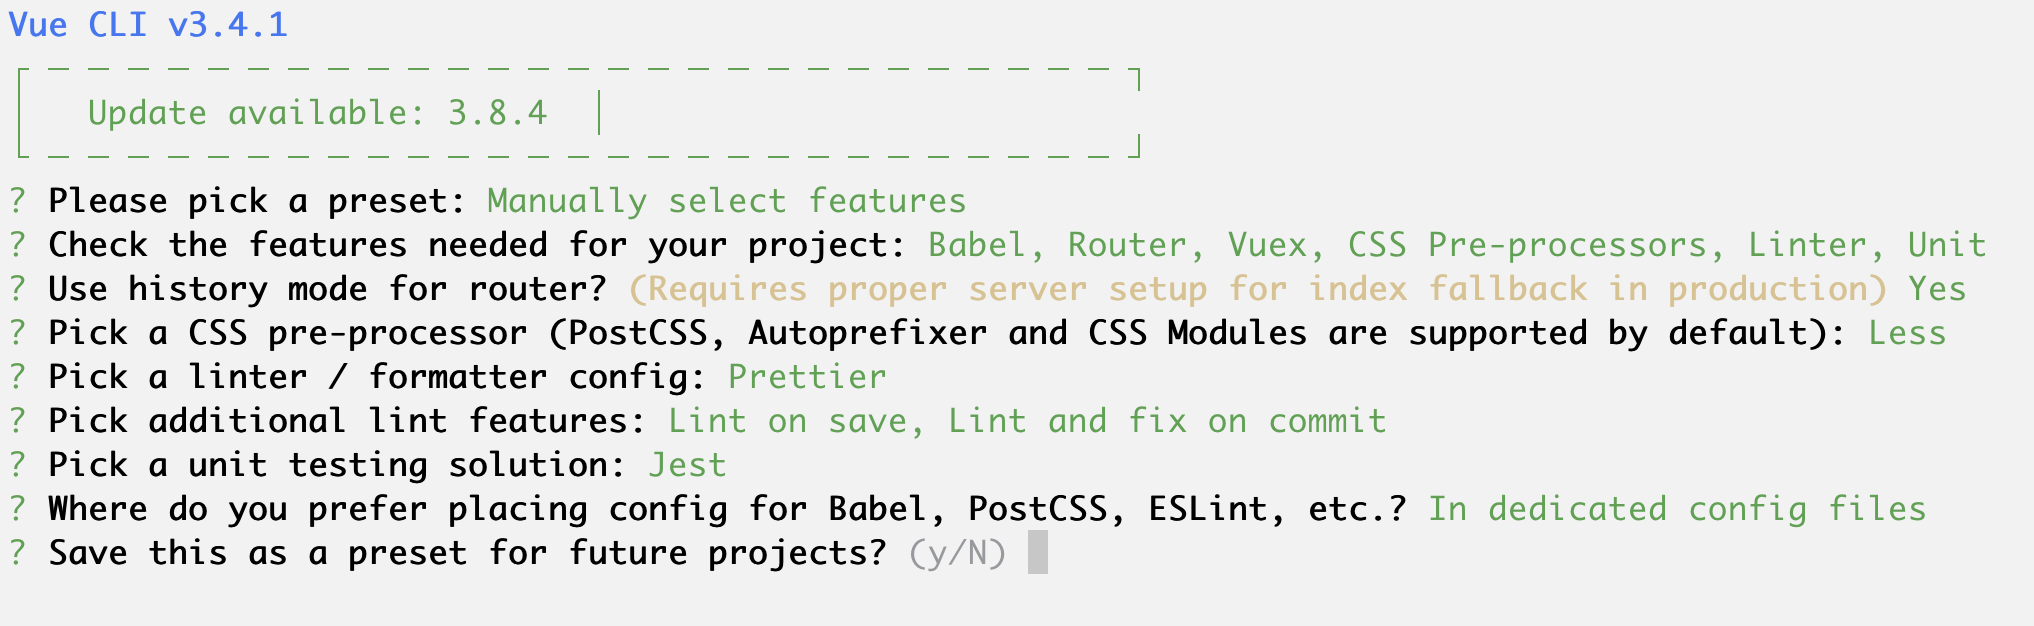 Vue CLI v3.4.1
Update available: 3.8.4
? Please pick a preset: Manually select features
? Check the features needed for your project: Babel, Router, Vuex, CSS Pre-processors, Linter, Unit
? Use history mode for router? (Requires proper server setup for index fallback in production) Yes
? Pick a CSS pre-processor (PostCSS, Autoprefixer and CSS Modules are supported by default): Less
? Pick a linter / formatter config: Prettier
? Pick additional lint features: Lint on save, Lint and fix on commit
? Pick a unit testing solution: Jest
? Where do you prefer placing config for Babel, PostCSS, ESLint, etc.? In dedicated config files
? Save this as a preset for future projects? (y/N)